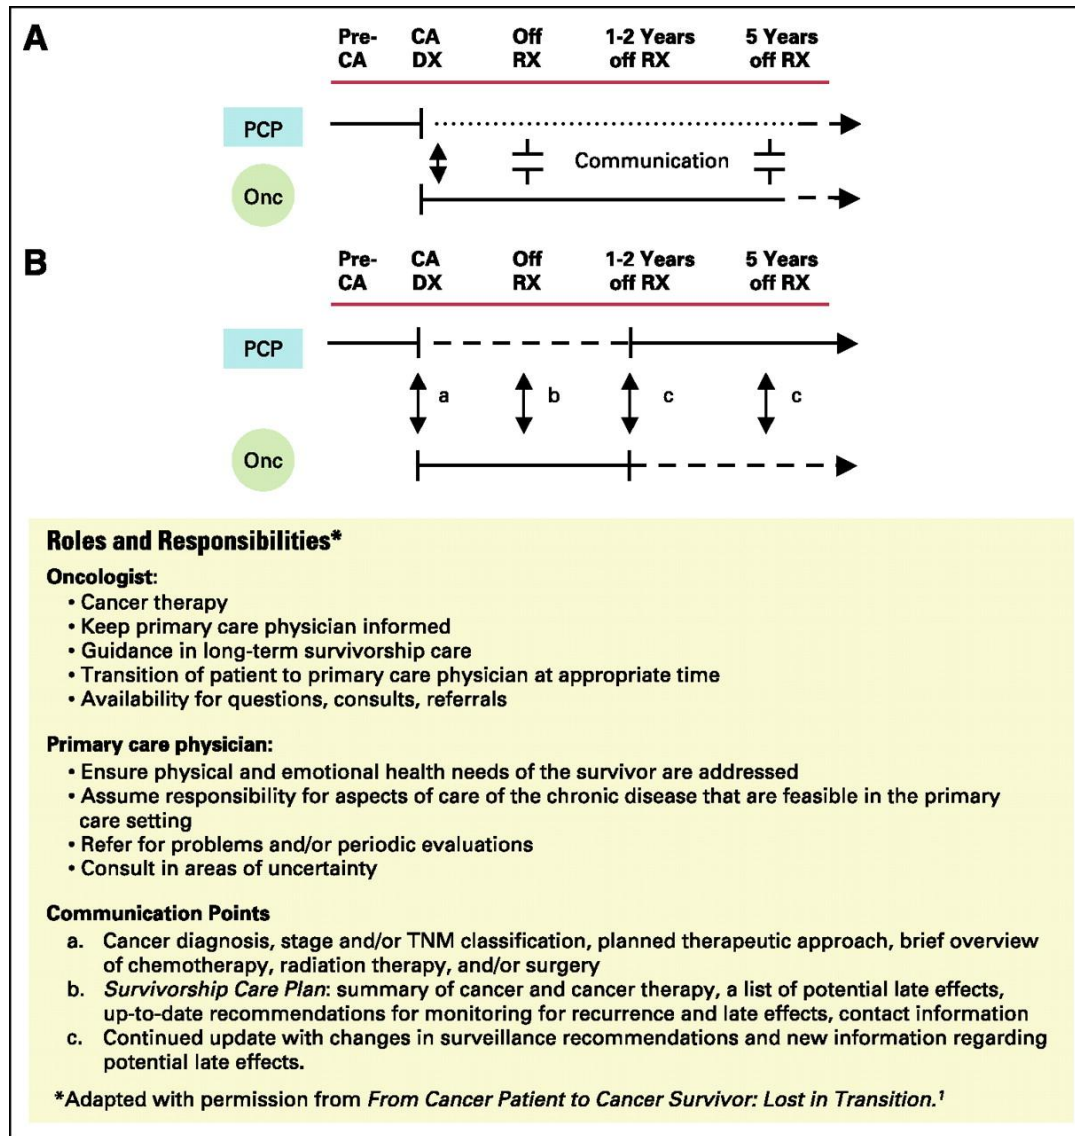 A
Pre- CA Off 1-2 Years 5 Years
CA DX RX off RX off RX
PCP
Communication
Onc
B
Pre- CA Off 1-2 Years 5 Years
CA DX RX off RX off RX
PCP
a b c c
Onc
Roles and Responsibilities*
Oncologist:
• Cancer therapy
• Keep primary care physician informed
• Guidance in long-term survivorship care
• Transition of patient to primary care physician at appropriate time
• Availability for questions, consults, referrals
Primary care physician:
• Ensure physical and emotional health needs of the survivor are addressed
• Assume responsibility for aspects of care of the chronic disease that are feasible in the primary
care setting
• Refer for problems and/or periodic evaluations
• Consult in areas of uncertainty
Communication Points
a. Cancer diagnosis, stage and/or TNM classification, planned therapeutic approach, brief overview
of chemotherapy, radiation therapy, and/or surgery
b. Survivorship Care Plan: summary of cancer and cancer therapy, a list of potential late effects,
up-to-date recommendations for monitoring for recurrence and late effects, contact information
c. Continued update with changes in surveillance recommendations and new information regarding
potential late effects.
*Adapted with permission from From Cancer Patient to Cancer Survivor: Lost in Transition.¹